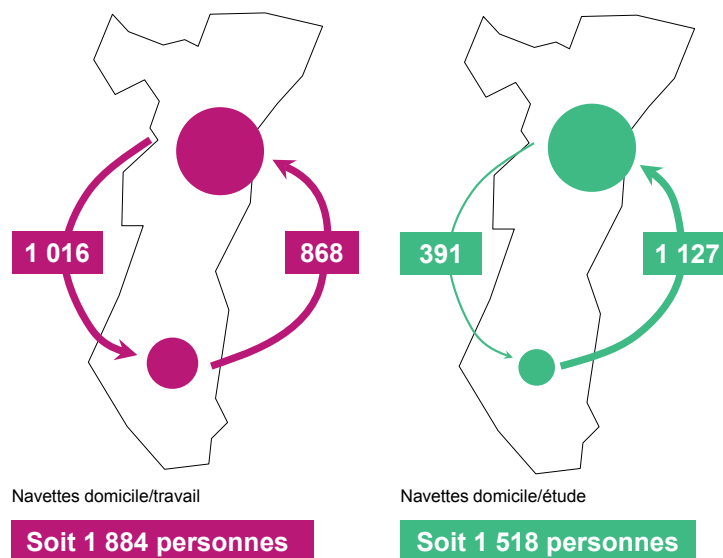 1 016
868
391
1 127
Navettes domicile/travail
Navettes domicile/étude
Soit 1 884 personnes
Soit 1 518 personnes